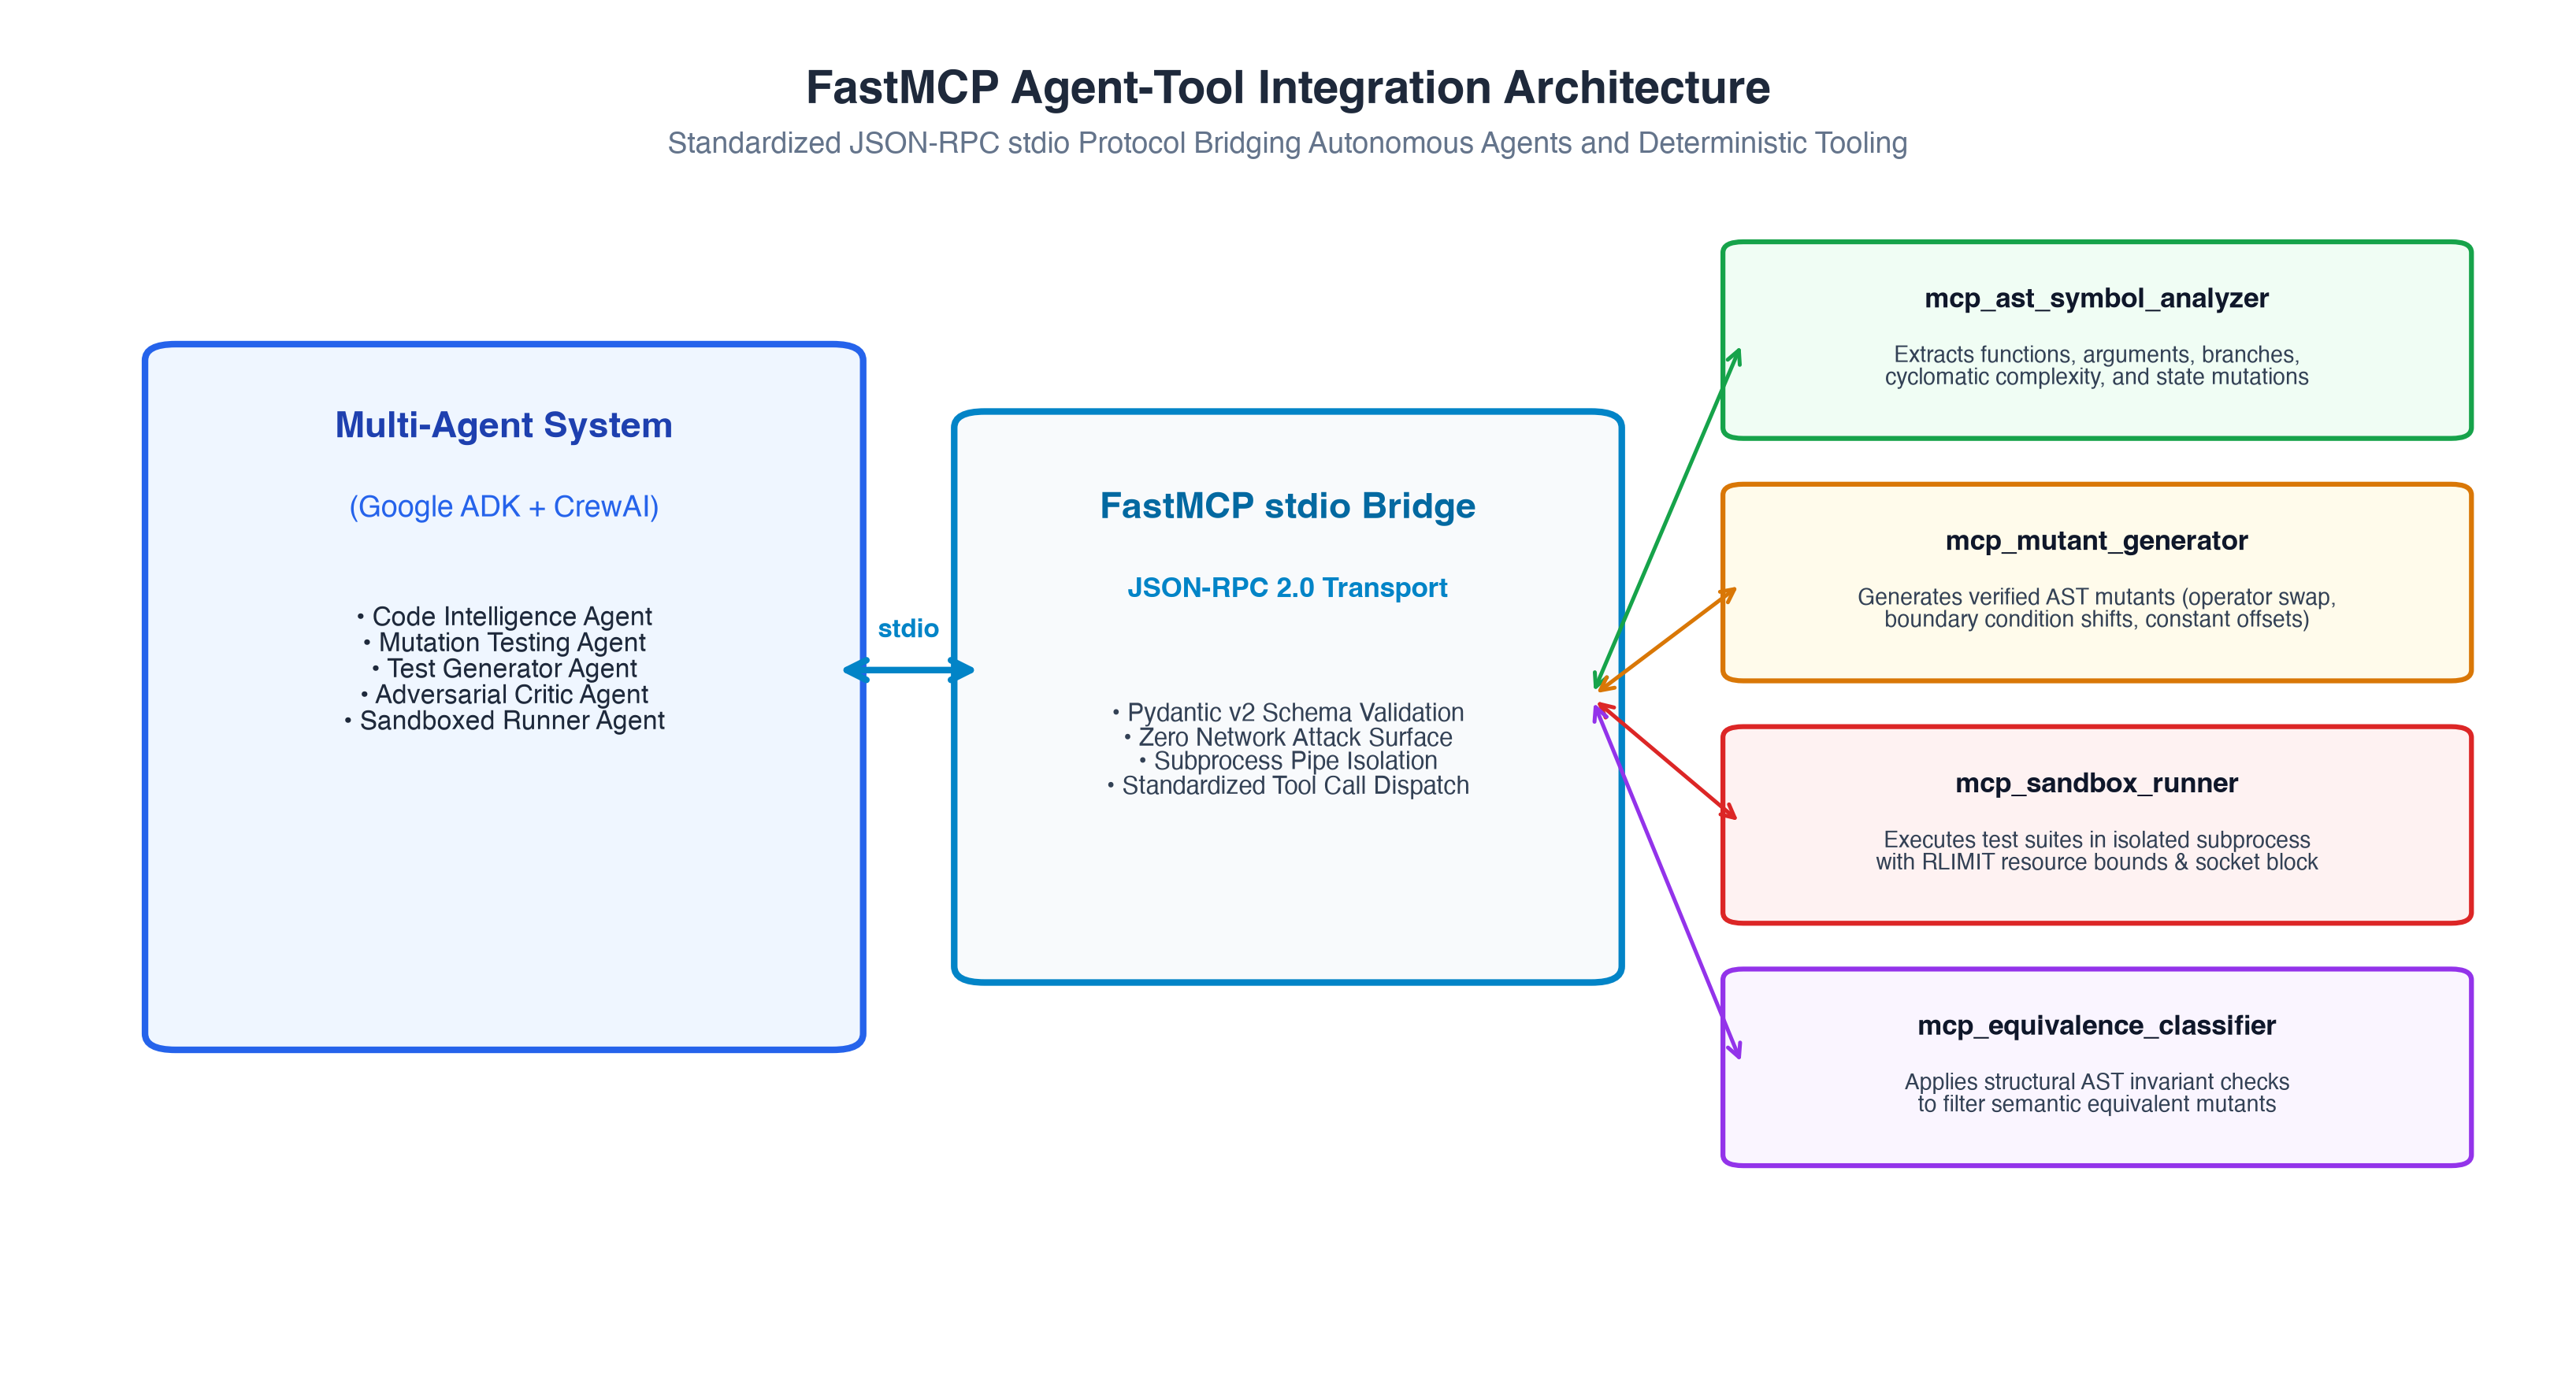 FastMCP Agent-Tool Integration Architecture
Standardized JSON-RPC stdio Protocol Bridging Autonomous Agents and Deterministic Tooling
Multi-Agent System
(Google ADK + CrewAI)
• Code Intelligence Agent
• Mutation Testing Agent
• Test Generator Agent
• Adversarial Critic Agent
• Sandboxed Runner Agent
stdio
FastMCP stdio Bridge
JSON-RPC 2.0 Transport
• Pydantic v2 Schema Validation
• Zero Network Attack Surface
• Subprocess Pipe Isolation
• Standardized Tool Call Dispatch
mcp_ast_symbol_analyzer
Extracts functions, arguments, branches,
cyclomatic complexity, and state mutations
mcp_mutant_generator
Generates verified AST mutants (operator swap,
boundary condition shifts, constant offsets)
mcp_sandbox_runner
Executes test suites in isolated subprocess
with RLIMIT resource bounds & socket block
mcp_equivalence_classifier
Applies structural AST invariant checks
to filter semantic equivalent mutants